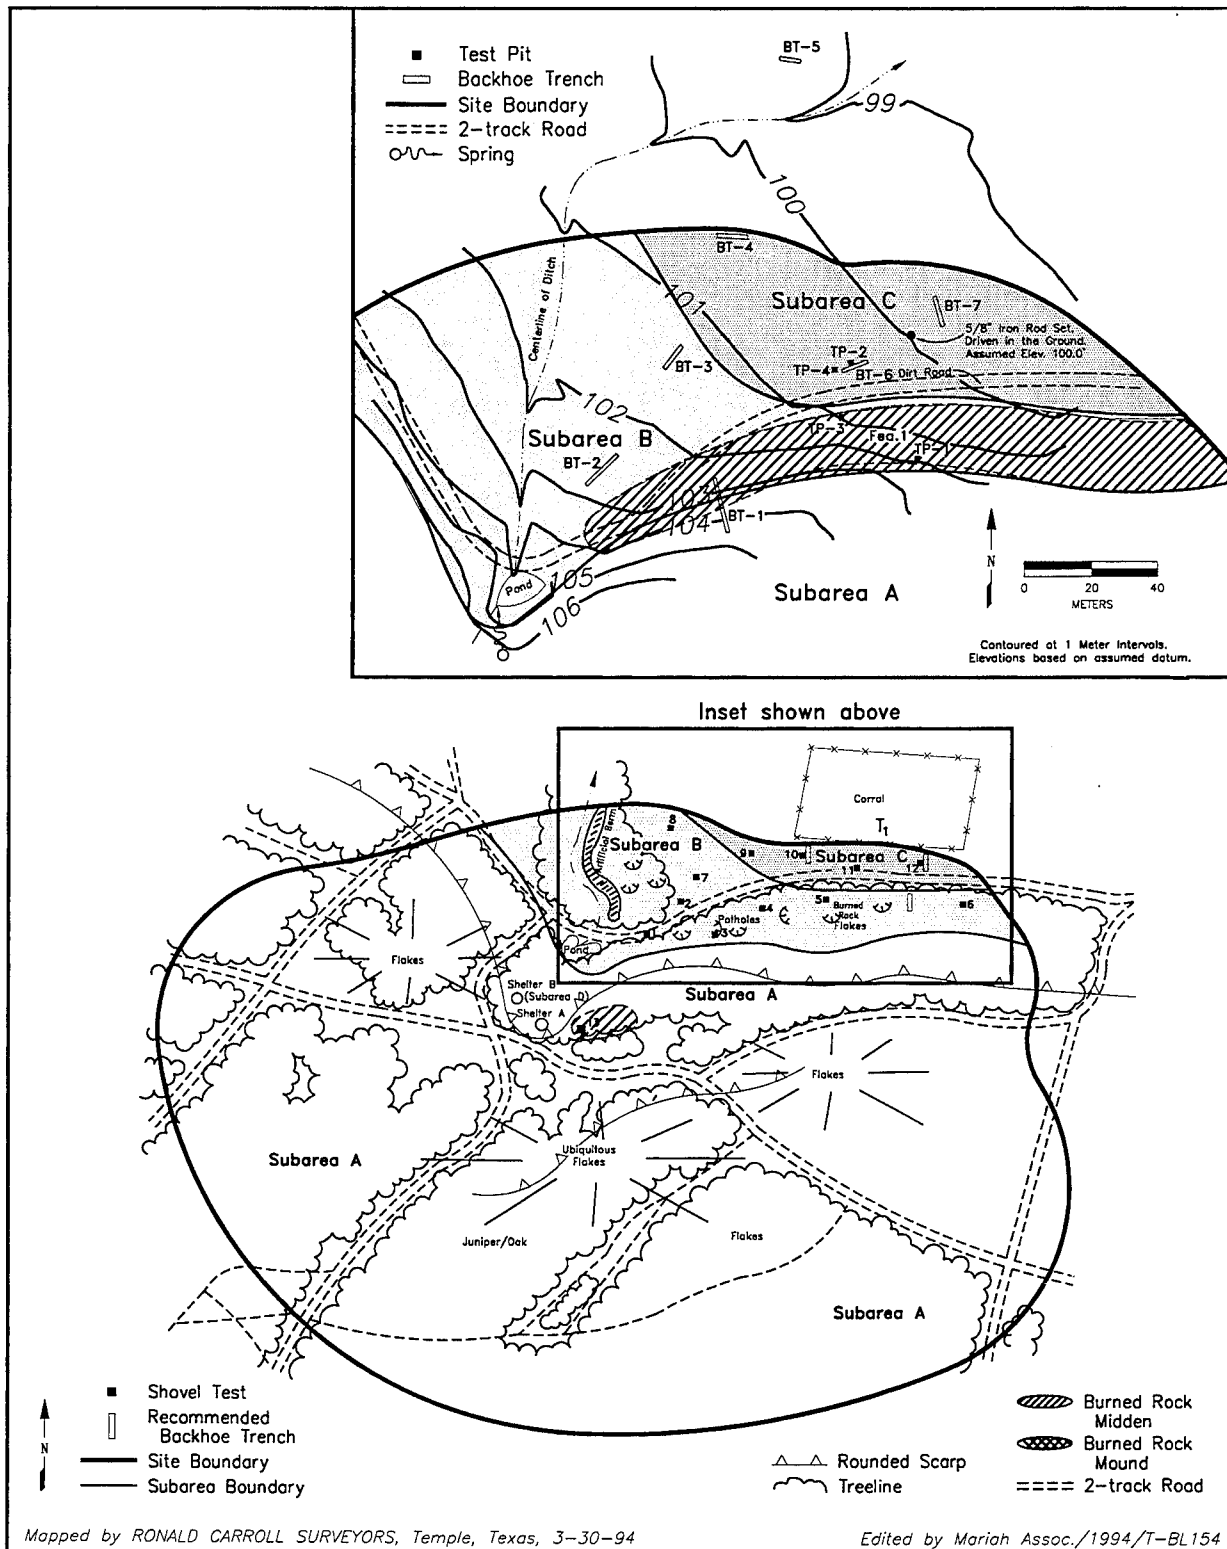 Test Pit
Backhoe Trench
Site Boundary
2-track Road
Spring
BT-5
99
100
BT-4
Centerline of Ditch
101
Subarea C
BT-7
5/8" Iron Rod Set.
Driven in the Ground.
Assumed Elev. 100.0'
TP-2
TP-4
BT-6
Dirt Road
BT-3
102
Subarea B
TP-3
Fea.1
TP-1
BT-2
103
104
BT-1
105
106
Pond
Subarea A
N
0 20 40
METERS
Contoured at 1 Meter Intervals.
Elevations based on assumed datum.
Inset shown above
Corral
T1
Artificial Berm
8
Subarea B
9
10
Subarea C
11
12
7
2
4
5
Burned
Rock
Flakes
6
Potholes
1
3
Pond
Flakes
Shelter B
(Subarea D)
Shelter A
13
Subarea A
Flakes
Subarea A
Ubiquitous
Flakes
Juniper/Oak
Flakes
Subarea A
N
Shovel Test
Recommended
Backhoe Trench
Site Boundary
Subarea Boundary
Rounded Scarp
Treeline
Burned Rock
Midden
Burned Rock
Mound
2-track Road
Mapped by RONALD CARROLL SURVEYORS, Temple, Texas, 3-30-94
Edited by Mariah Assoc./1994/T-BL154